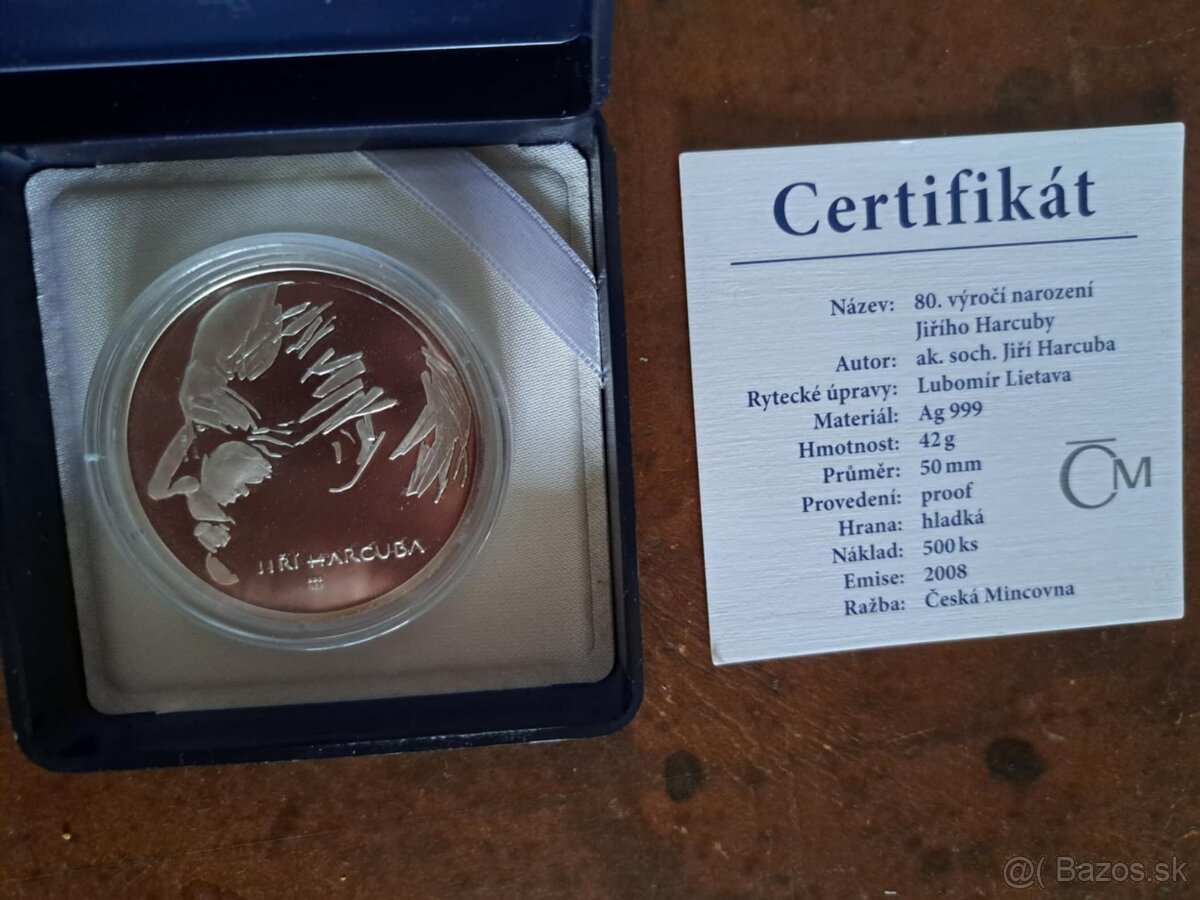 JIŘÍ HARCUBA
Certifikát
Název: 80. výročí narození
Jiřího Harcuby
Autor: ak. soch. Jiří Harcuba
Rytecké úpravy: Lubomír Lietava
Materiál: Ag 999
Hmotnost: 42 g
Průměr: 50 mm
Provedení: proof
Hrana: hladká
Náklad: 500 ks
Emise: 2008
Ražba: Česká Mincovna
ČM
@( Bazos.sk